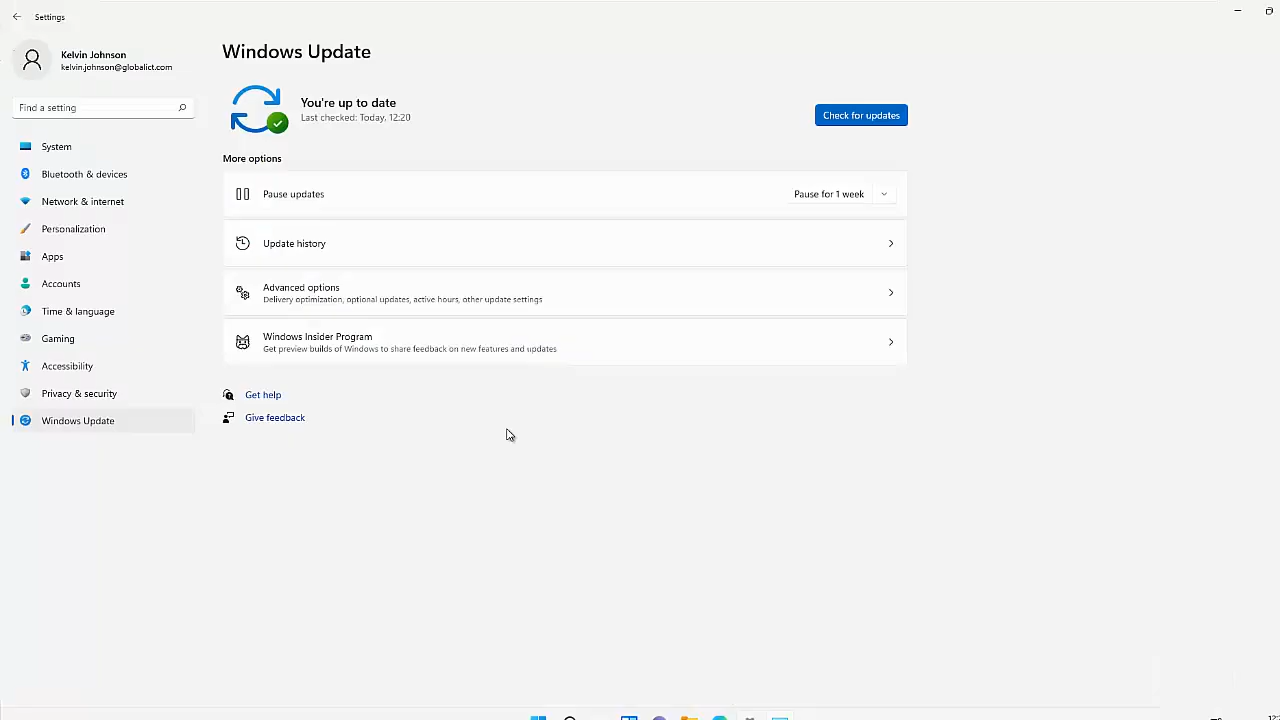 Settings
Kelvin Johnson
kelvin.johnson@globalict.com
Find a setting
System
Bluetooth & devices
Network & internet
Personalization
Apps
Accounts
Time & language
Gaming
Accessibility
Privacy & security
Windows Update
Windows Update
You're up to date
Last checked: Today, 12:20
Check for updates
More options
Pause updates
Pause for 1 week
Update history
Advanced options
Delivery optimization, optional updates, active hours, other update settings
Windows Insider Program
Get preview builds of Windows to share feedback on new features and updates
Get help
Give feedback